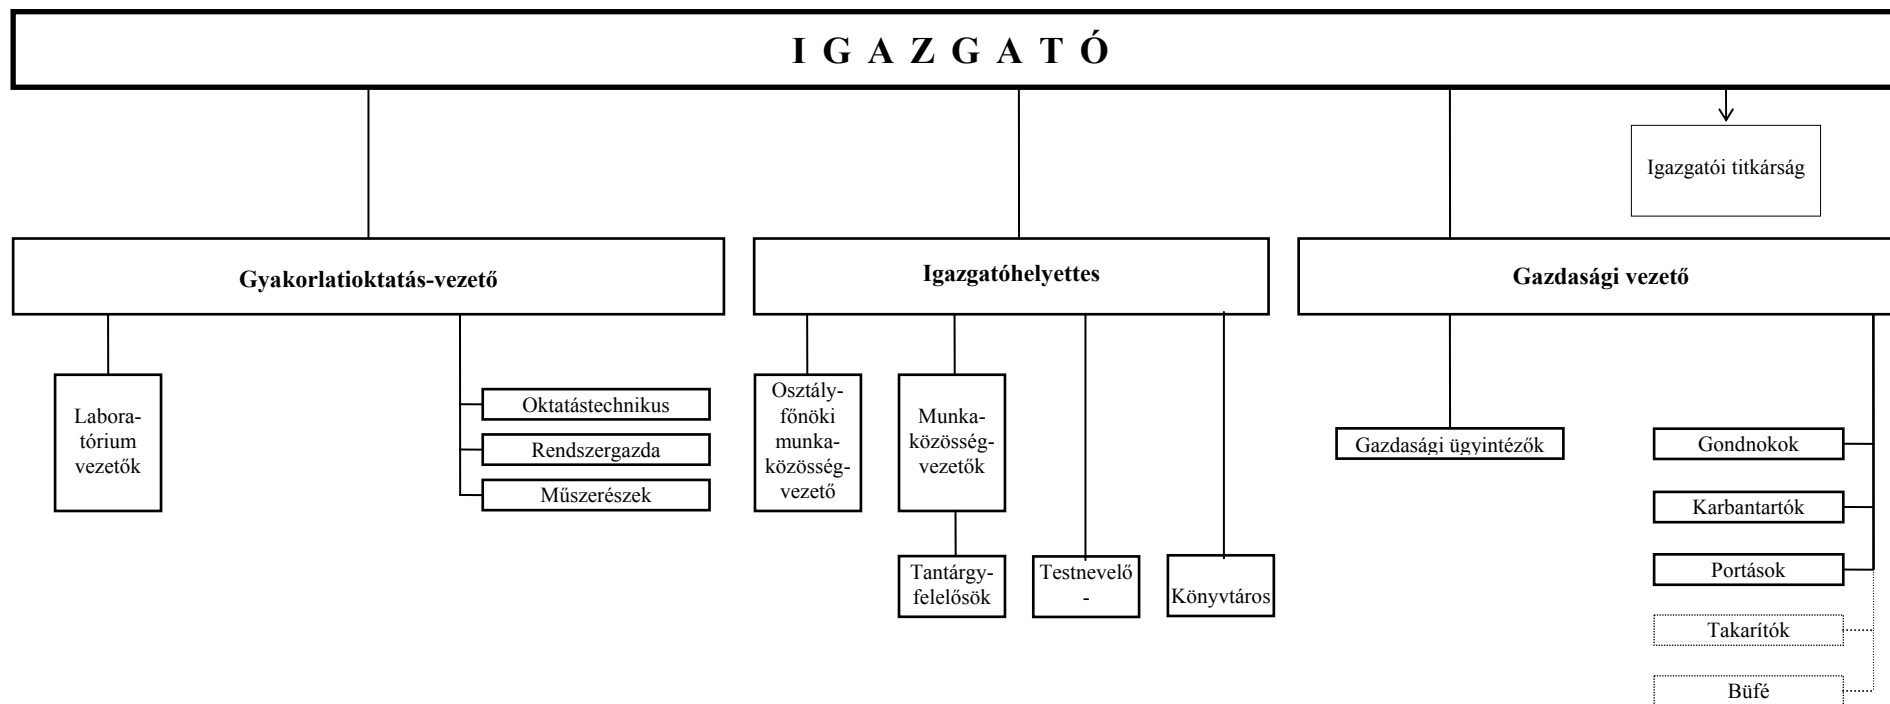 I G A Z G A T Ó
Igazgatói titkárság
Gyakorlatioktatás-vezető
Igazgatóhelyettes
Gazdasági vezető
Labora-
tórium
vezetők
Oktatástechnikus
Rendszergazda
Műszerészek
Osztály-
főnöki
munka-
közösség-
vezető
Munka-
közösség-
vezetők
Tantárgy-
felelősök
Testnevelő
-
Könyvtáros
Gazdasági ügyintézők
Gondnokok
Karbantartók
Portások
Takarítók
Büfé